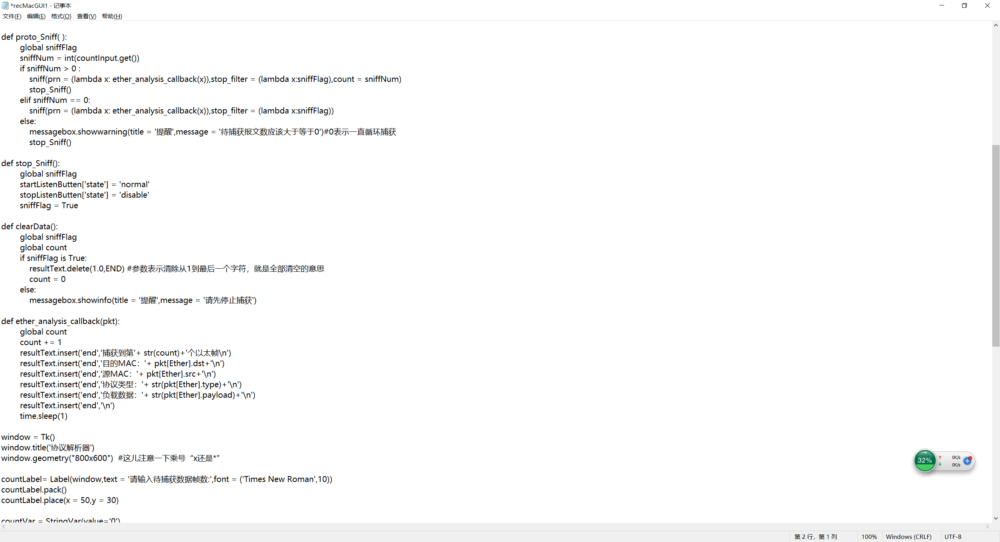 *recMacGUI1 - 记事本
文件(F) 编辑(E) 格式(O) 查看(V) 帮助(H)
def proto_Sniff( ):
global sniffFlag
sniffNum = int(countInput.get())
if sniffNum > 0 :
sniff(prn = (lambda x: ether_analysis_callback(x)),stop_filter = (lambda x:sniffFlag),count = sniffNum)
stop_Sniff()
elif sniffNum == 0:
sniff(prn = (lambda x: ether_analysis_callback(x)),stop_filter = (lambda x:sniffFlag))
else:
messagebox.showwarning(title = '提醒',message = '待捕获报文数应该大于等于0')#0表示一直循环捕获
stop_Sniff()
def stop_Sniff():
global sniffFlag
startListenButten['state'] = 'normal'
stopListenButten['state'] = 'disable'
sniffFlag = True
def clearData():
global sniffFlag
global count
if sniffFlag is True:
resultText.delete(1.0,END) #参数表示清除从1到最后一个字符，就是全部清空的意思
count = 0
else:
messagebox.showinfo(title = '提醒',message = '请先停止捕获')
def ether_analysis_callback(pkt):
global count
count += 1
resultText.insert('end','捕获到第'+ str(count)+'个以太帧\n')
resultText.insert('end','目的MAC：'+ pkt[Ether].dst+'\n')
resultText.insert('end','源MAC：'+ pkt[Ether].src+'\n')
resultText.insert('end','协议类型：'+ str(pkt[Ether].type)+'\n')
resultText.insert('end','负载数据：'+ str(pkt[Ether].payload)+'\n')
resultText.insert('end','\n')
time.sleep(1)
window = Tk()
window.title('协议解析器')
window.geometry("800x600")  #这儿注意一下乘号“x还是*”
countLabel= Label(window,text = '请输入待捕获数据帧数:',font = ('Times New Roman',10))
countLabel.pack()
countLabel.place(x = 50,y = 30)
countVar = StringVar(value='0')
32%
0K/s
0K/s
第 2 行，第 1 列 100% Windows (CRLF) UTF-8